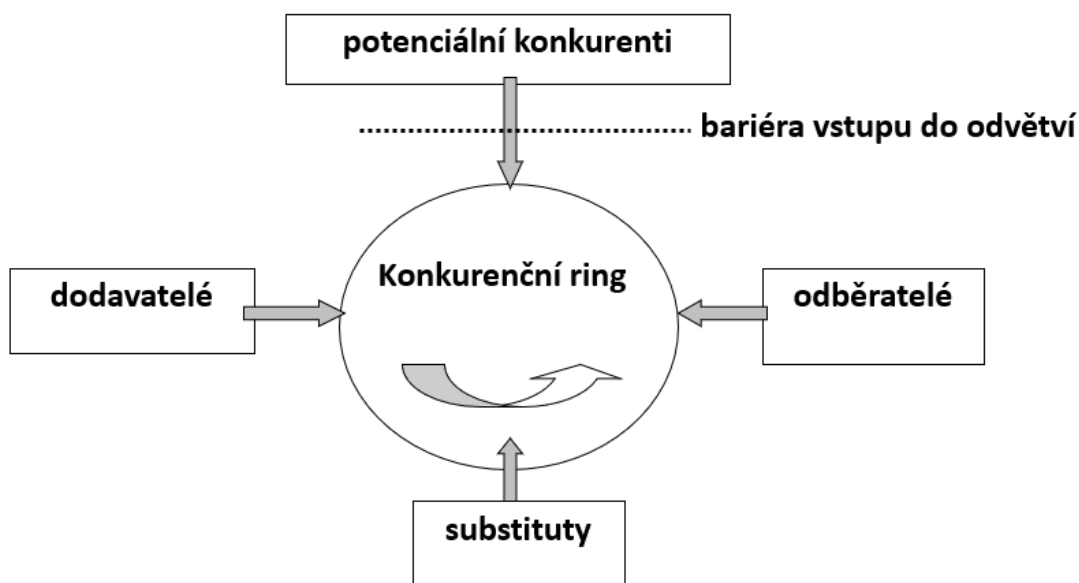 potenciální konkurenti
bariéra vstupu do odvětví
Konkurenční ring
dodavatelé
odběratelé
substituty